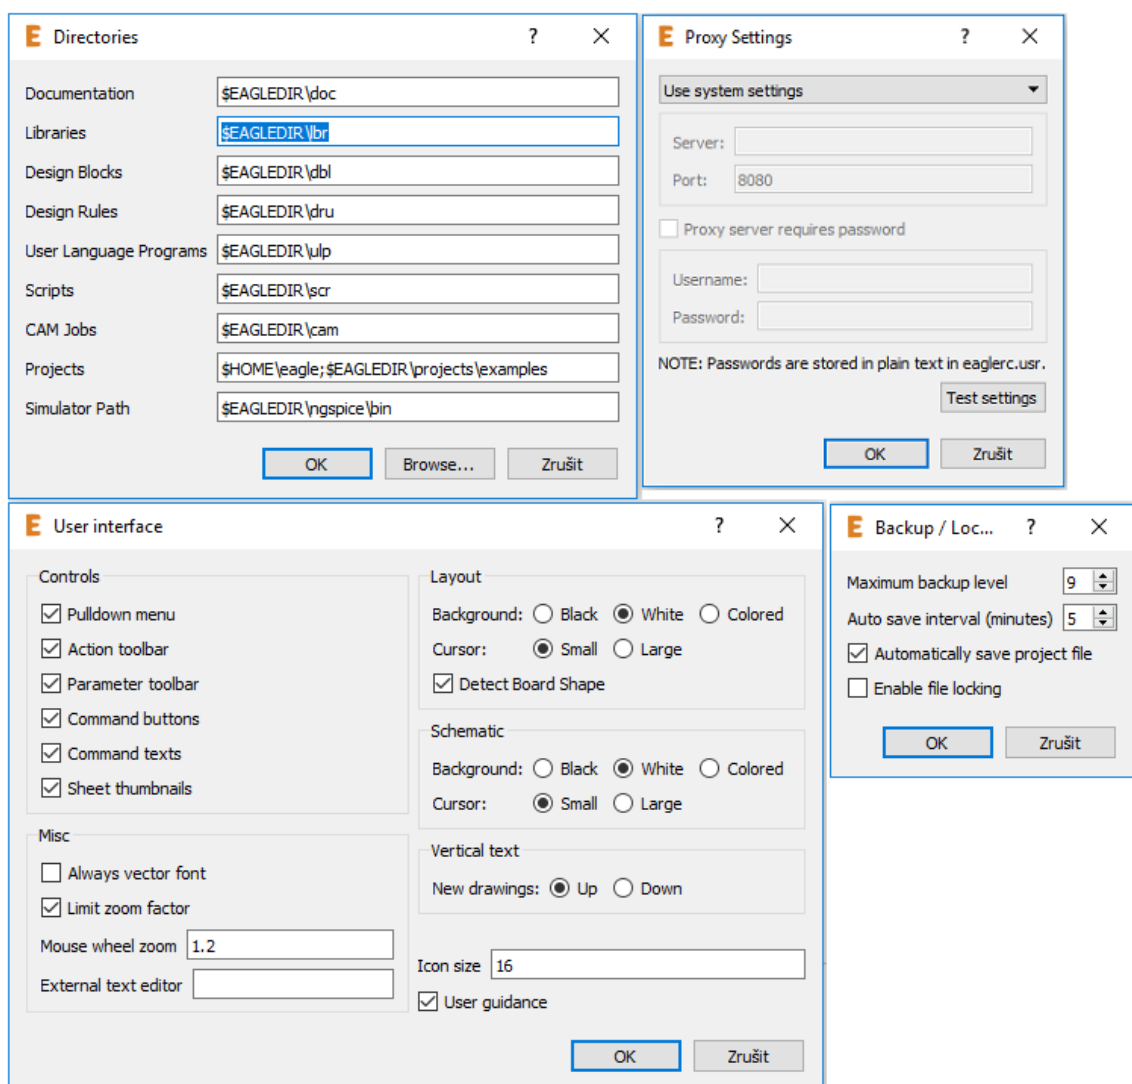 E Directories ?
Documentation $EAGLEDIR\doc
Libraries $EAGLEDIR\lbr
Design Blocks $EAGLEDIR\dbl
Design Rules $EAGLEDIR\dru
User Language Programs $EAGLEDIR\ulp
Scripts $EAGLEDIR\scr
CAM Jobs $EAGLEDIR\cam
Projects $HOME\eagle;$EAGLEDIR\projects\examples
Simulator Path $EAGLEDIR\ngspice\bin
OK Browse... Zrušit
E Proxy Settings ?
Use system settings
Server:
Port: 8080
Proxy server requires password
Username:
Password:
NOTE: Passwords are stored in plain text in eaglerc.usr.
Test settings
OK Zrušit
E User interface ?
Controls
Pulldown menu
Action toolbar
Parameter toolbar
Command buttons
Command texts
Sheet thumbnails
Misc
Always vector font
Limit zoom factor
Mouse wheel zoom 1.2
External text editor
Layout
Background: Black White Colored
Cursor: Small Large
Detect Board Shape
Schematic
Background: Black White Colored
Cursor: Small Large
Vertical text
New drawings: Up Down
Icon size 16
User guidance
OK Zrušit
E Backup / Loc... ?
Maximum backup level 9
Auto save interval (minutes) 5
Automatically save project file
Enable file locking
OK Zrušit